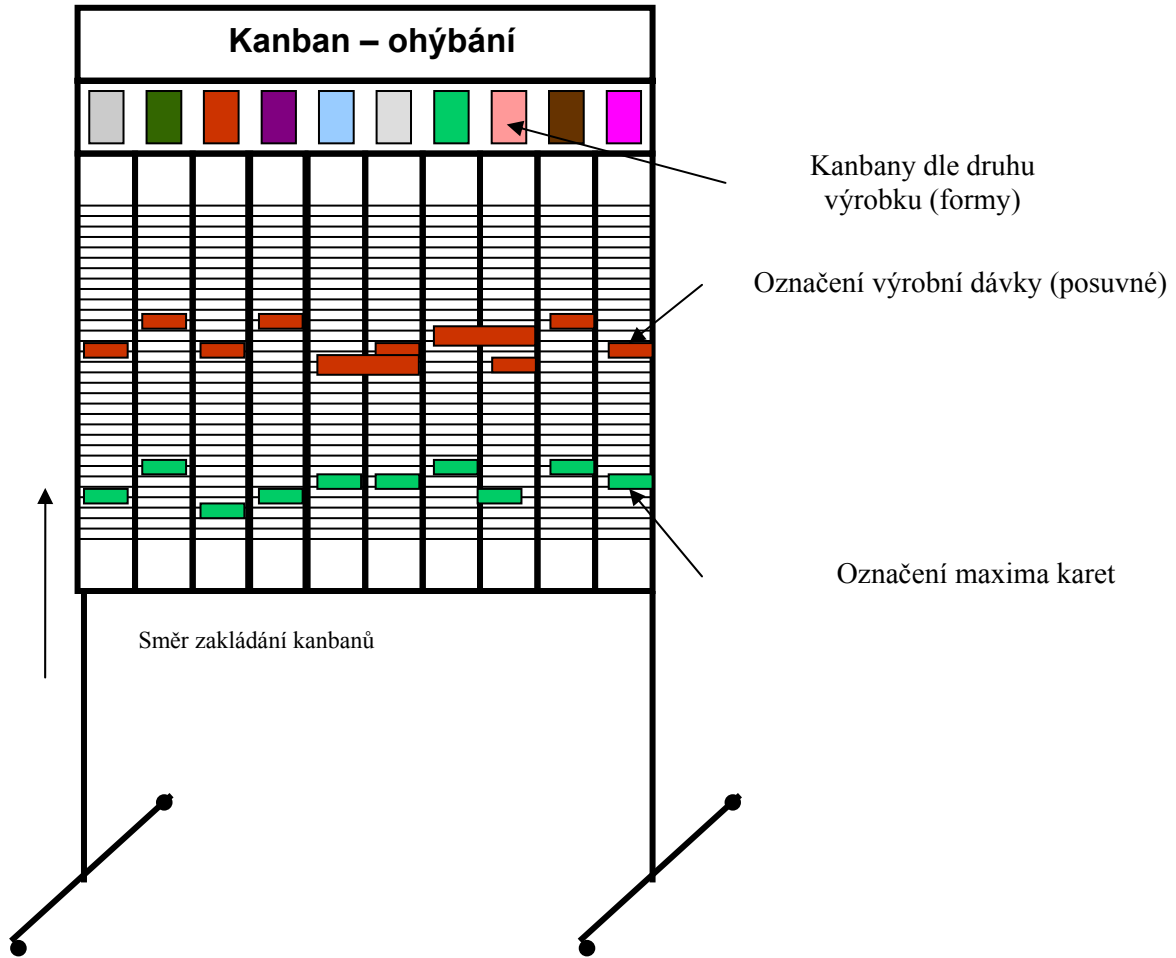 Kanban – ohýbání
Kanbany dle druhu
výrobku (formy)
Označení výrobní dávky (posuvné)
Označení maxima karet
Směr zakládání kanbanů